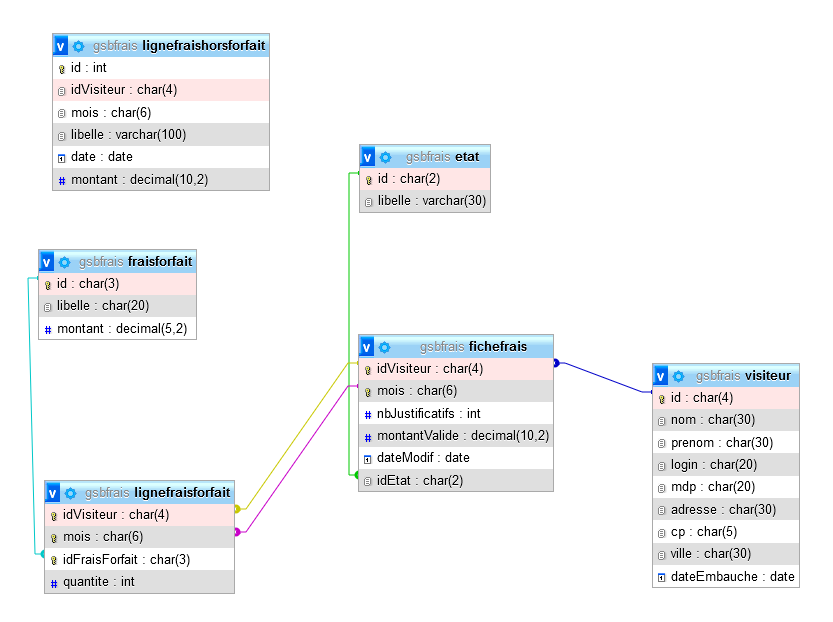 gsbfrais lignefraishorsforfait
id : int
idVisiteur : char(4)
mois : char(6)
libelle : varchar(100)
date : date
montant : decimal(10,2)
gsbfrais etat
id : char(2)
libelle : varchar(30)
gsbfrais fraisforfait
id : char(3)
libelle : char(20)
montant : decimal(5,2)
gsbfrais fichefrais
idVisiteur : char(4)
mois : char(6)
nbJustificatifs : int
montantValide : decimal(10,2)
dateModif : date
idEtat : char(2)
gsbfrais visiteur
id : char(4)
nom : char(30)
prenom : char(30)
login : char(20)
mdp : char(20)
adresse : char(30)
cp : char(5)
ville : char(30)
dateEmbauche : date
gsbfrais lignefraisforfait
idVisiteur : char(4)
mois : char(6)
idFraisForfait : char(3)
quantite : int